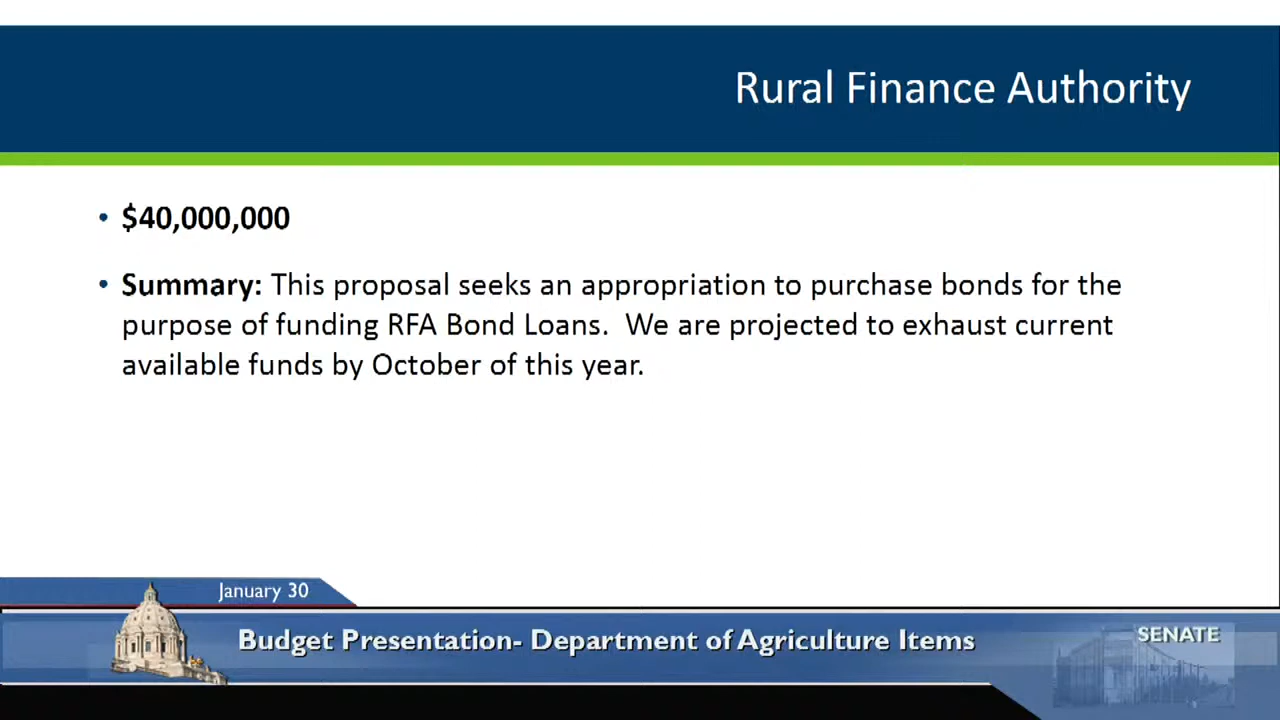 Rural Finance Authority
• $40,000,000
• Summary: This proposal seeks an appropriation to purchase bonds for the
purpose of funding RFA Bond Loans.  We are projected to exhaust current
available funds by October of this year.
January 30
Budget Presentation- Department of Agriculture Items
SENATE